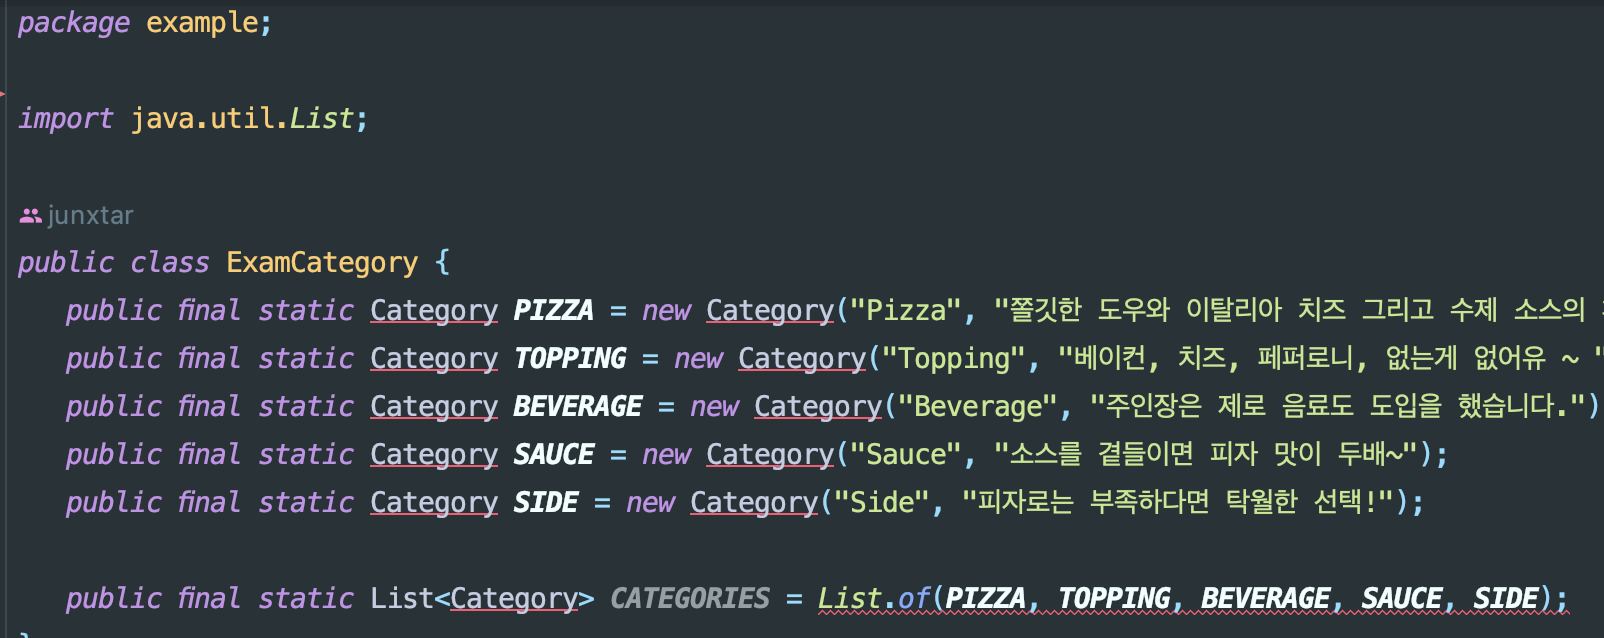 package example;
import java.util.List;
junxtar
public class ExamCategory {
public final static Category PIZZA = new Category("Pizza", "쫄깃한 도우와 이탈리아 치즈 그리고 수제 소스의
public final static Category TOPPING = new Category("Topping", "베이컨, 치즈, 페퍼로니, 없는게 없어유 ~ "
public final static Category BEVERAGE = new Category("Beverage", "주인장은 제로 음료도 도입을 했습니다.")
public final static Category SAUCE = new Category("Sauce", "소스를 곁들이면 피자 맛이 두배~");
public final static Category SIDE = new Category("Side", "피자로는 부족하다면 탁월한 선택!");
public final static List<Category> CATEGORIES = List.of(PIZZA, TOPPING, BEVERAGE, SAUCE, SIDE);
}